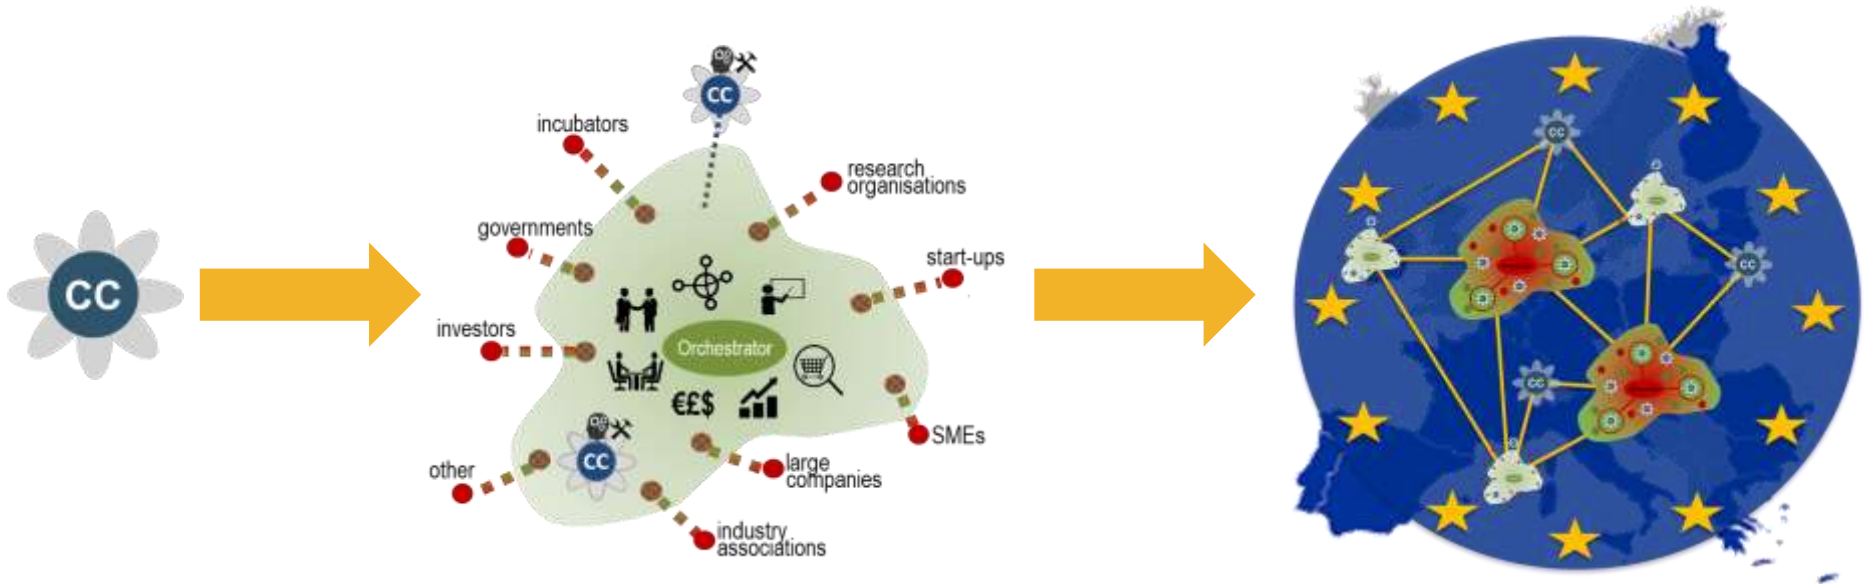 CC
CC
incubators
research
organisations
governments
start-ups
investors
Orchestrator
€£$
SMEs
CC
other
large
companies
industry
associations
CC
CC
CC